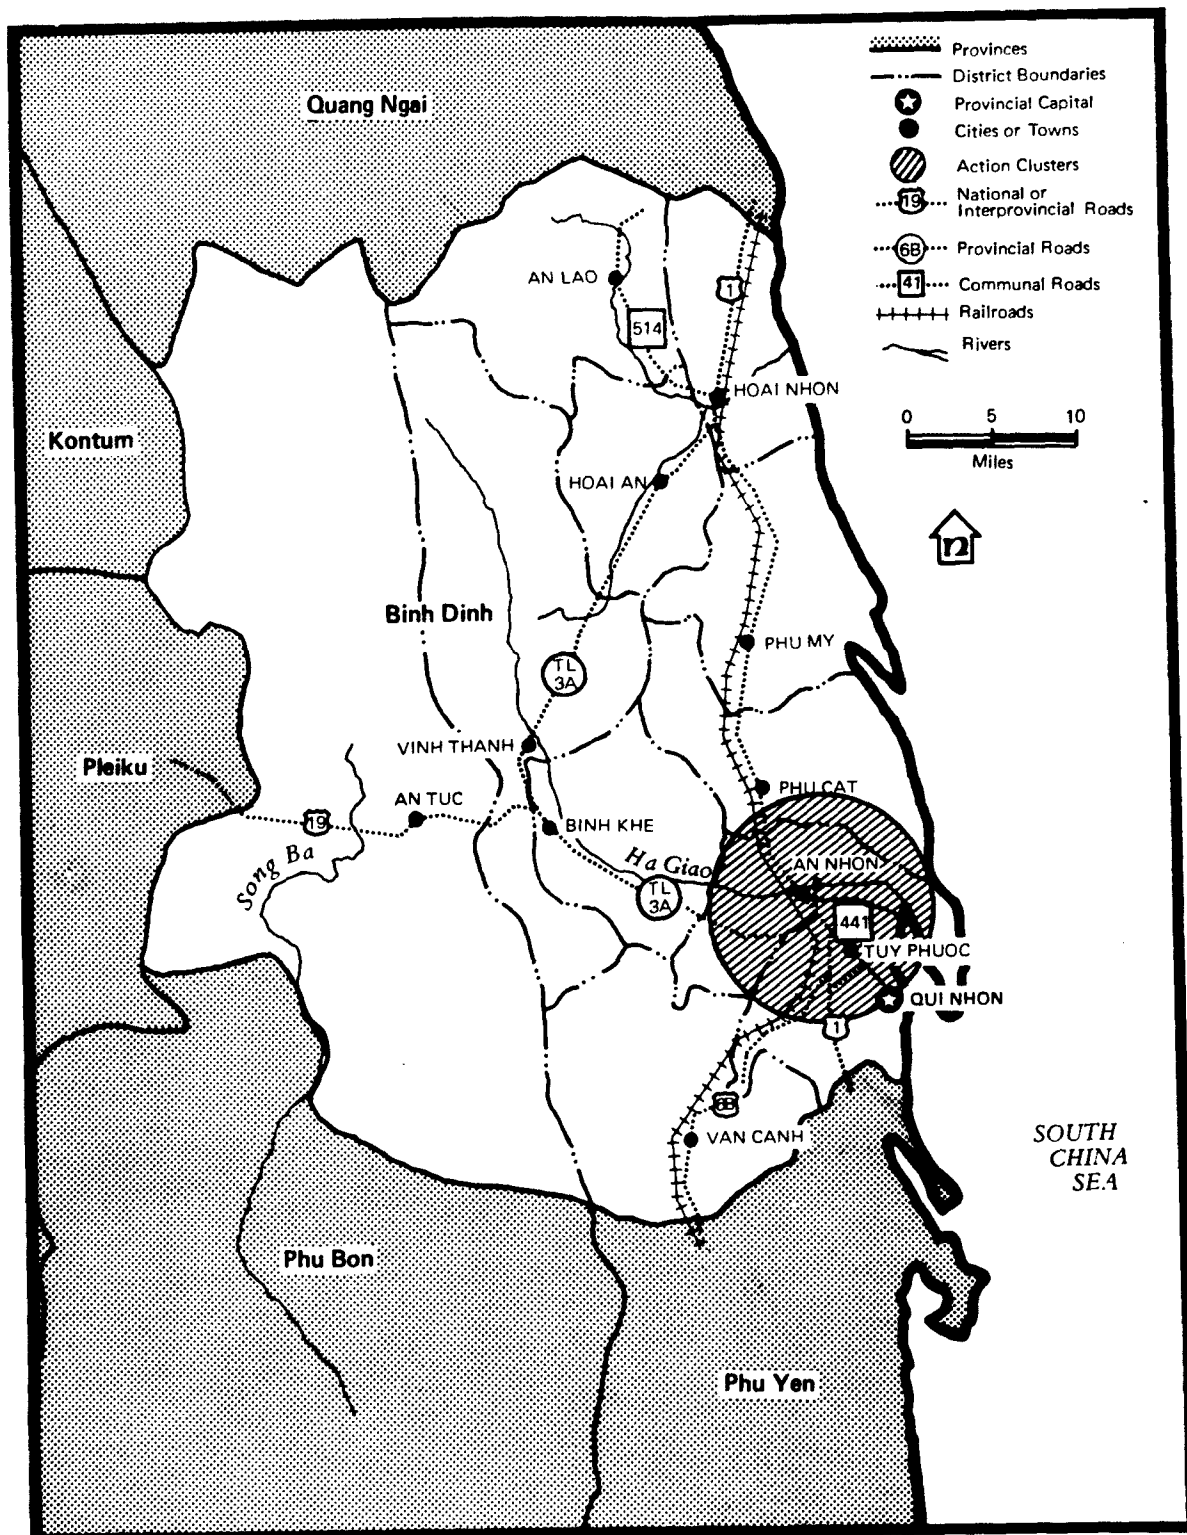 Quang Ngai
Provinces
District Boundaries
Provincial Capital
Cities or Towns
Action Clusters
19
National or
Interprovincial Roads
6B
Provincial Roads
41
Communal Roads
Railroads
Rivers
0 5 10
Miles
n
AN LAO
1
514
HOAI NHON
Kontum
HOAI AN
Binh Dinh
PHU MY
TL
3A
VINH THANH
Pleiku
PHU CAT
AN TUC
19
BINH KHE
Song Ba
Ha Giao
AN NHON
TL
3A
441
TUY PHUOC
QUI NHON
1
6B
VAN CANH
SOUTH
CHINA
SEA
Phu Bon
Phu Yen